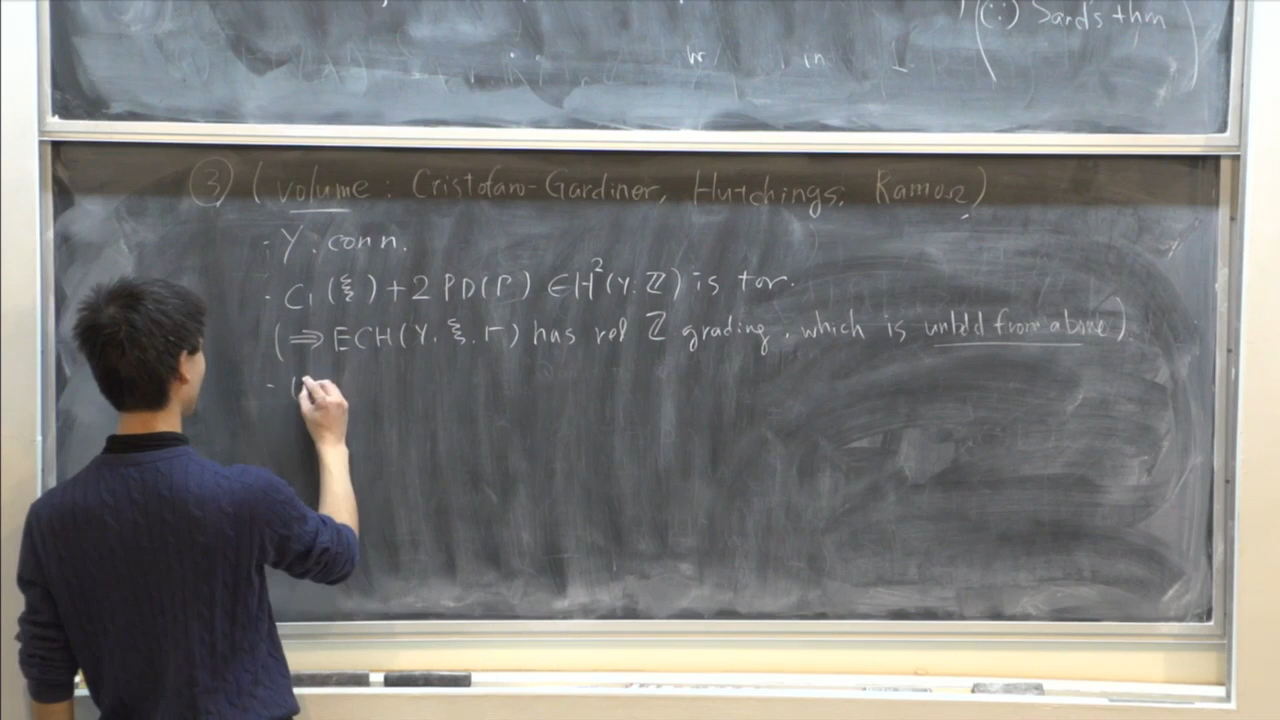 (∵) Sard's thm
w/ in
③ (volume : Cristofaro-Gardiner, Hutchings, Ramos)
· Y : conn.
· C₁(ξ) + 2 PD(Γ) ∈ H²(Y; ℤ) is tor.
(⇒ ECH(Y, ξ, Γ) has rel ℤ grading, which is unbdd from above).
·